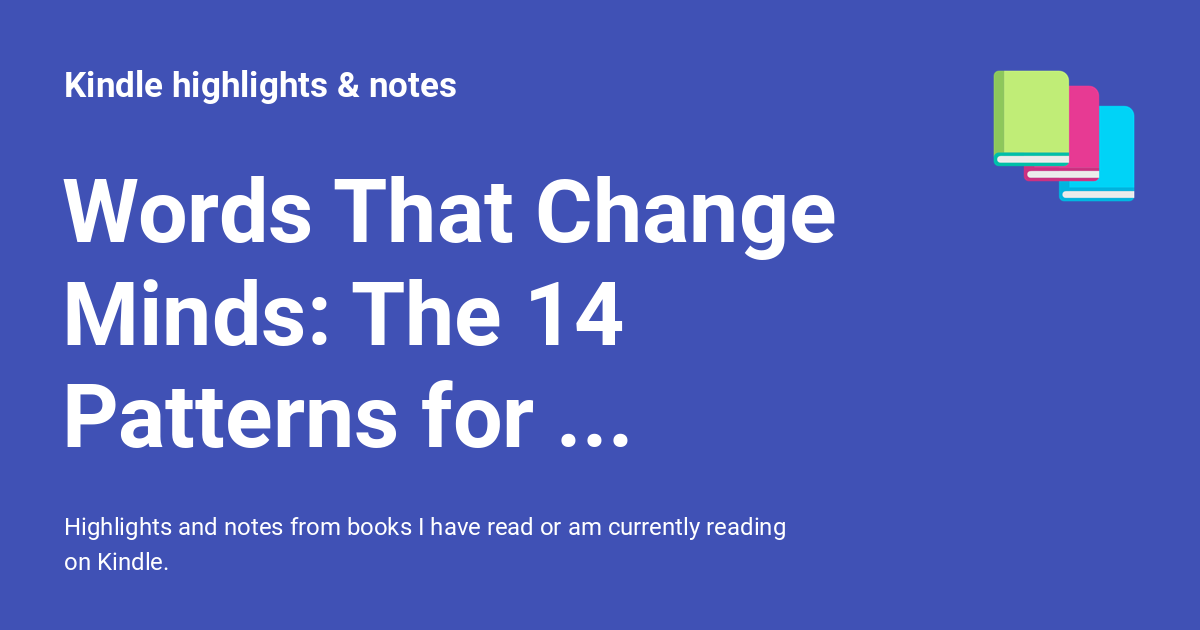 Kindle highlights & notes
Words That Change
Minds: The 14
Patterns for ...
Highlights and notes from books I have read or am currently reading
on Kindle.